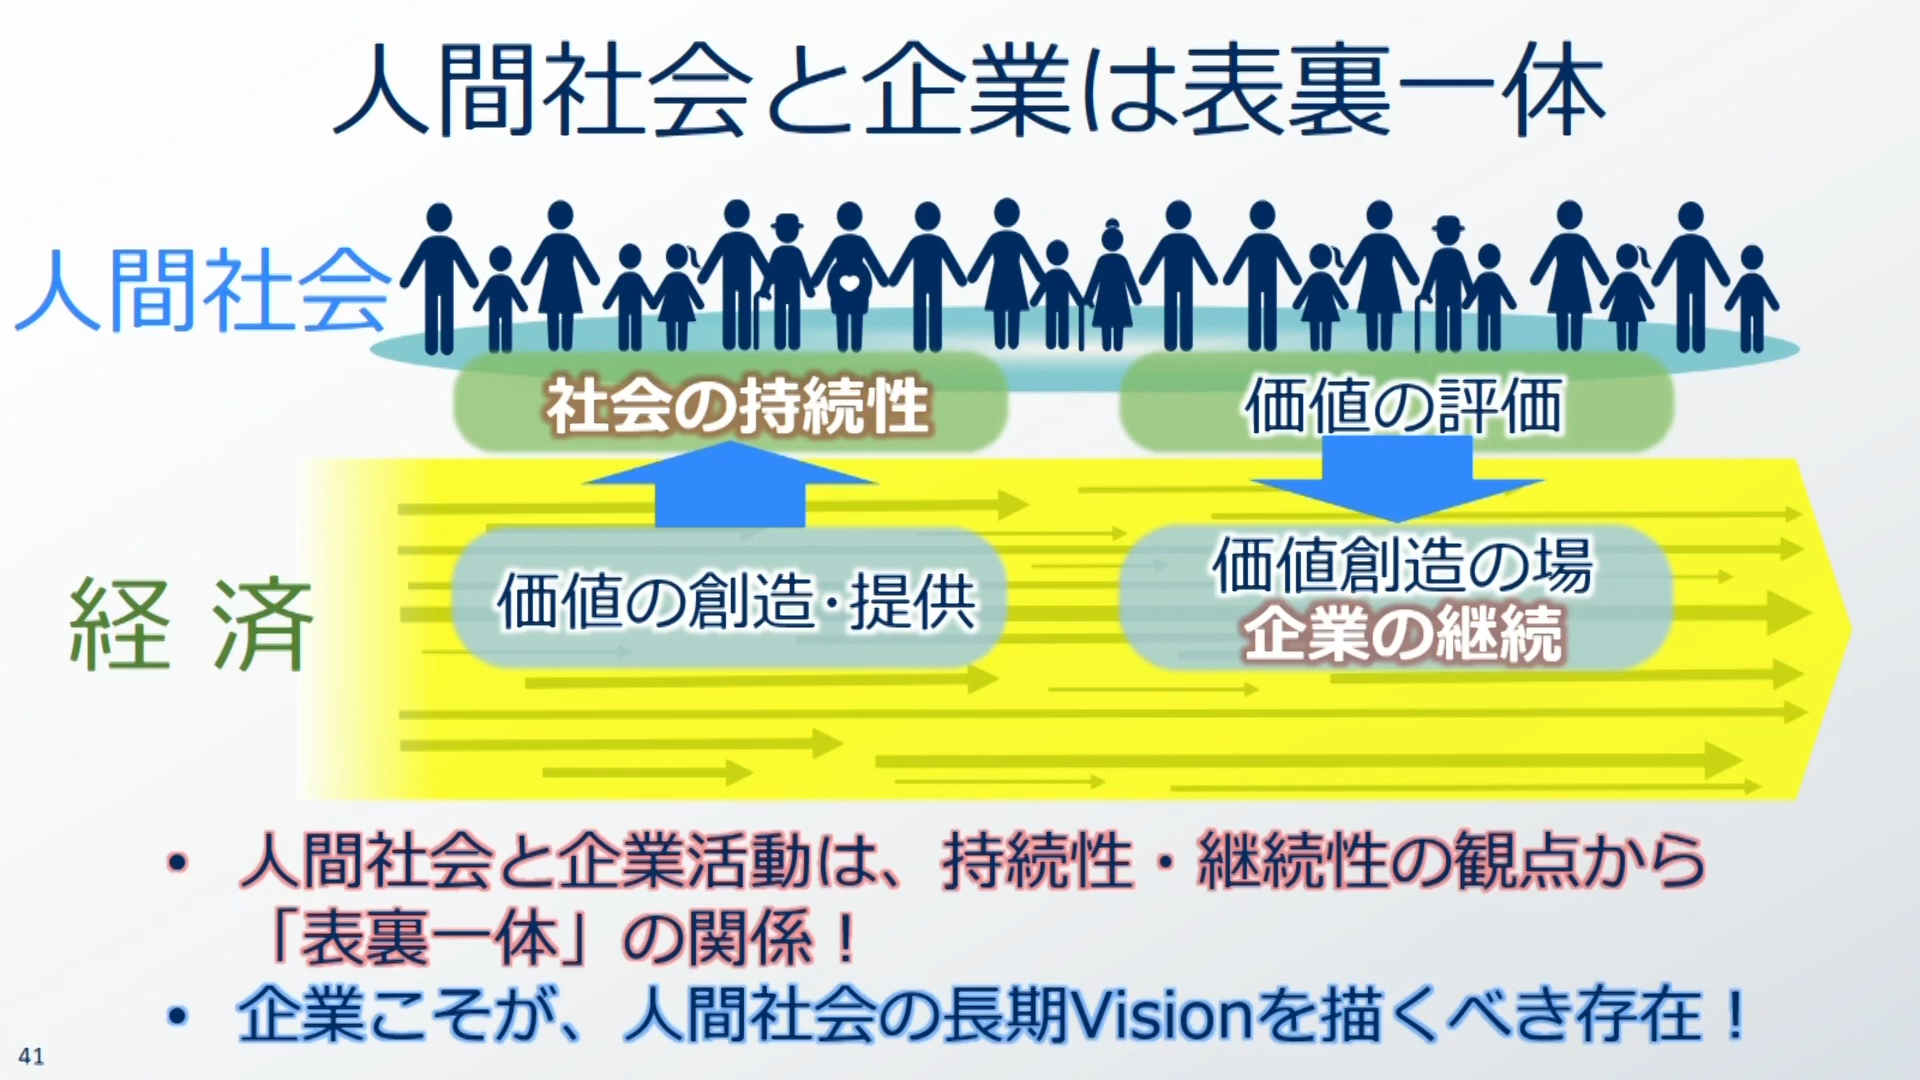 人間社会と企業は表裏一体
人間社会
社会の持続性
価値の評価
経 済
価値の創造･提供
価値創造の場
企業の継続
• 人間社会と企業活動は、持続性・継続性の観点から
「表裏一体」の関係！
• 企業こそが、人間社会の長期Visionを描くべき存在！
41